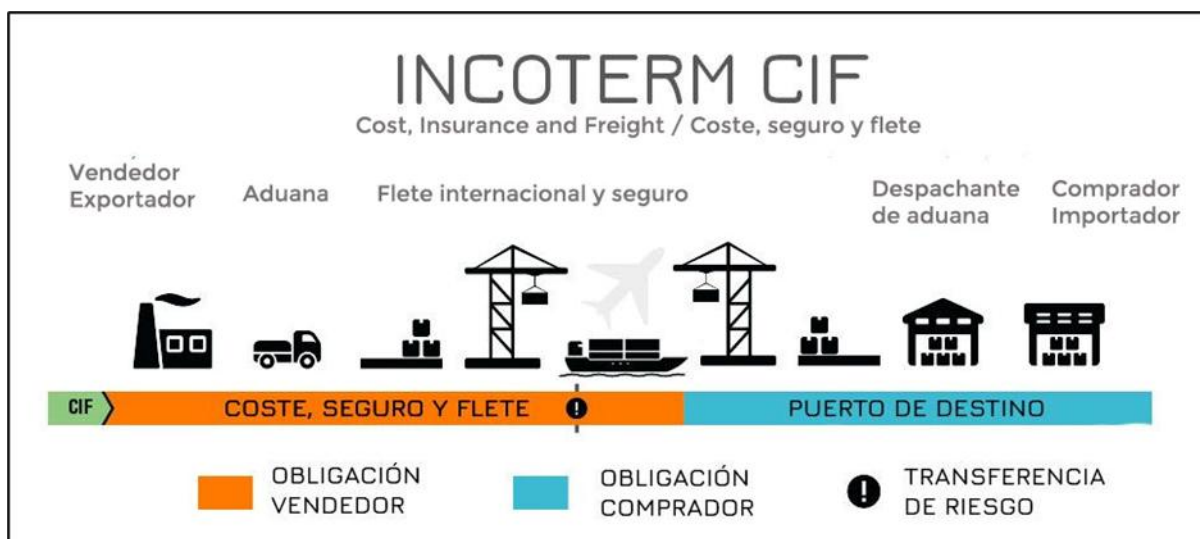 INCOTERM CIF
Cost, Insurance and Freight / Coste, seguro y flete
Vendedor
Exportador
Aduana
Flete internacional y seguro
Despachante
de aduana
Comprador
Importador
CIF
COSTE, SEGURO Y FLETE
PUERTO DE DESTINO
OBLIGACIÓN
VENDEDOR
OBLIGACIÓN
COMPRADOR
TRANSFERENCIA
DE RIESGO